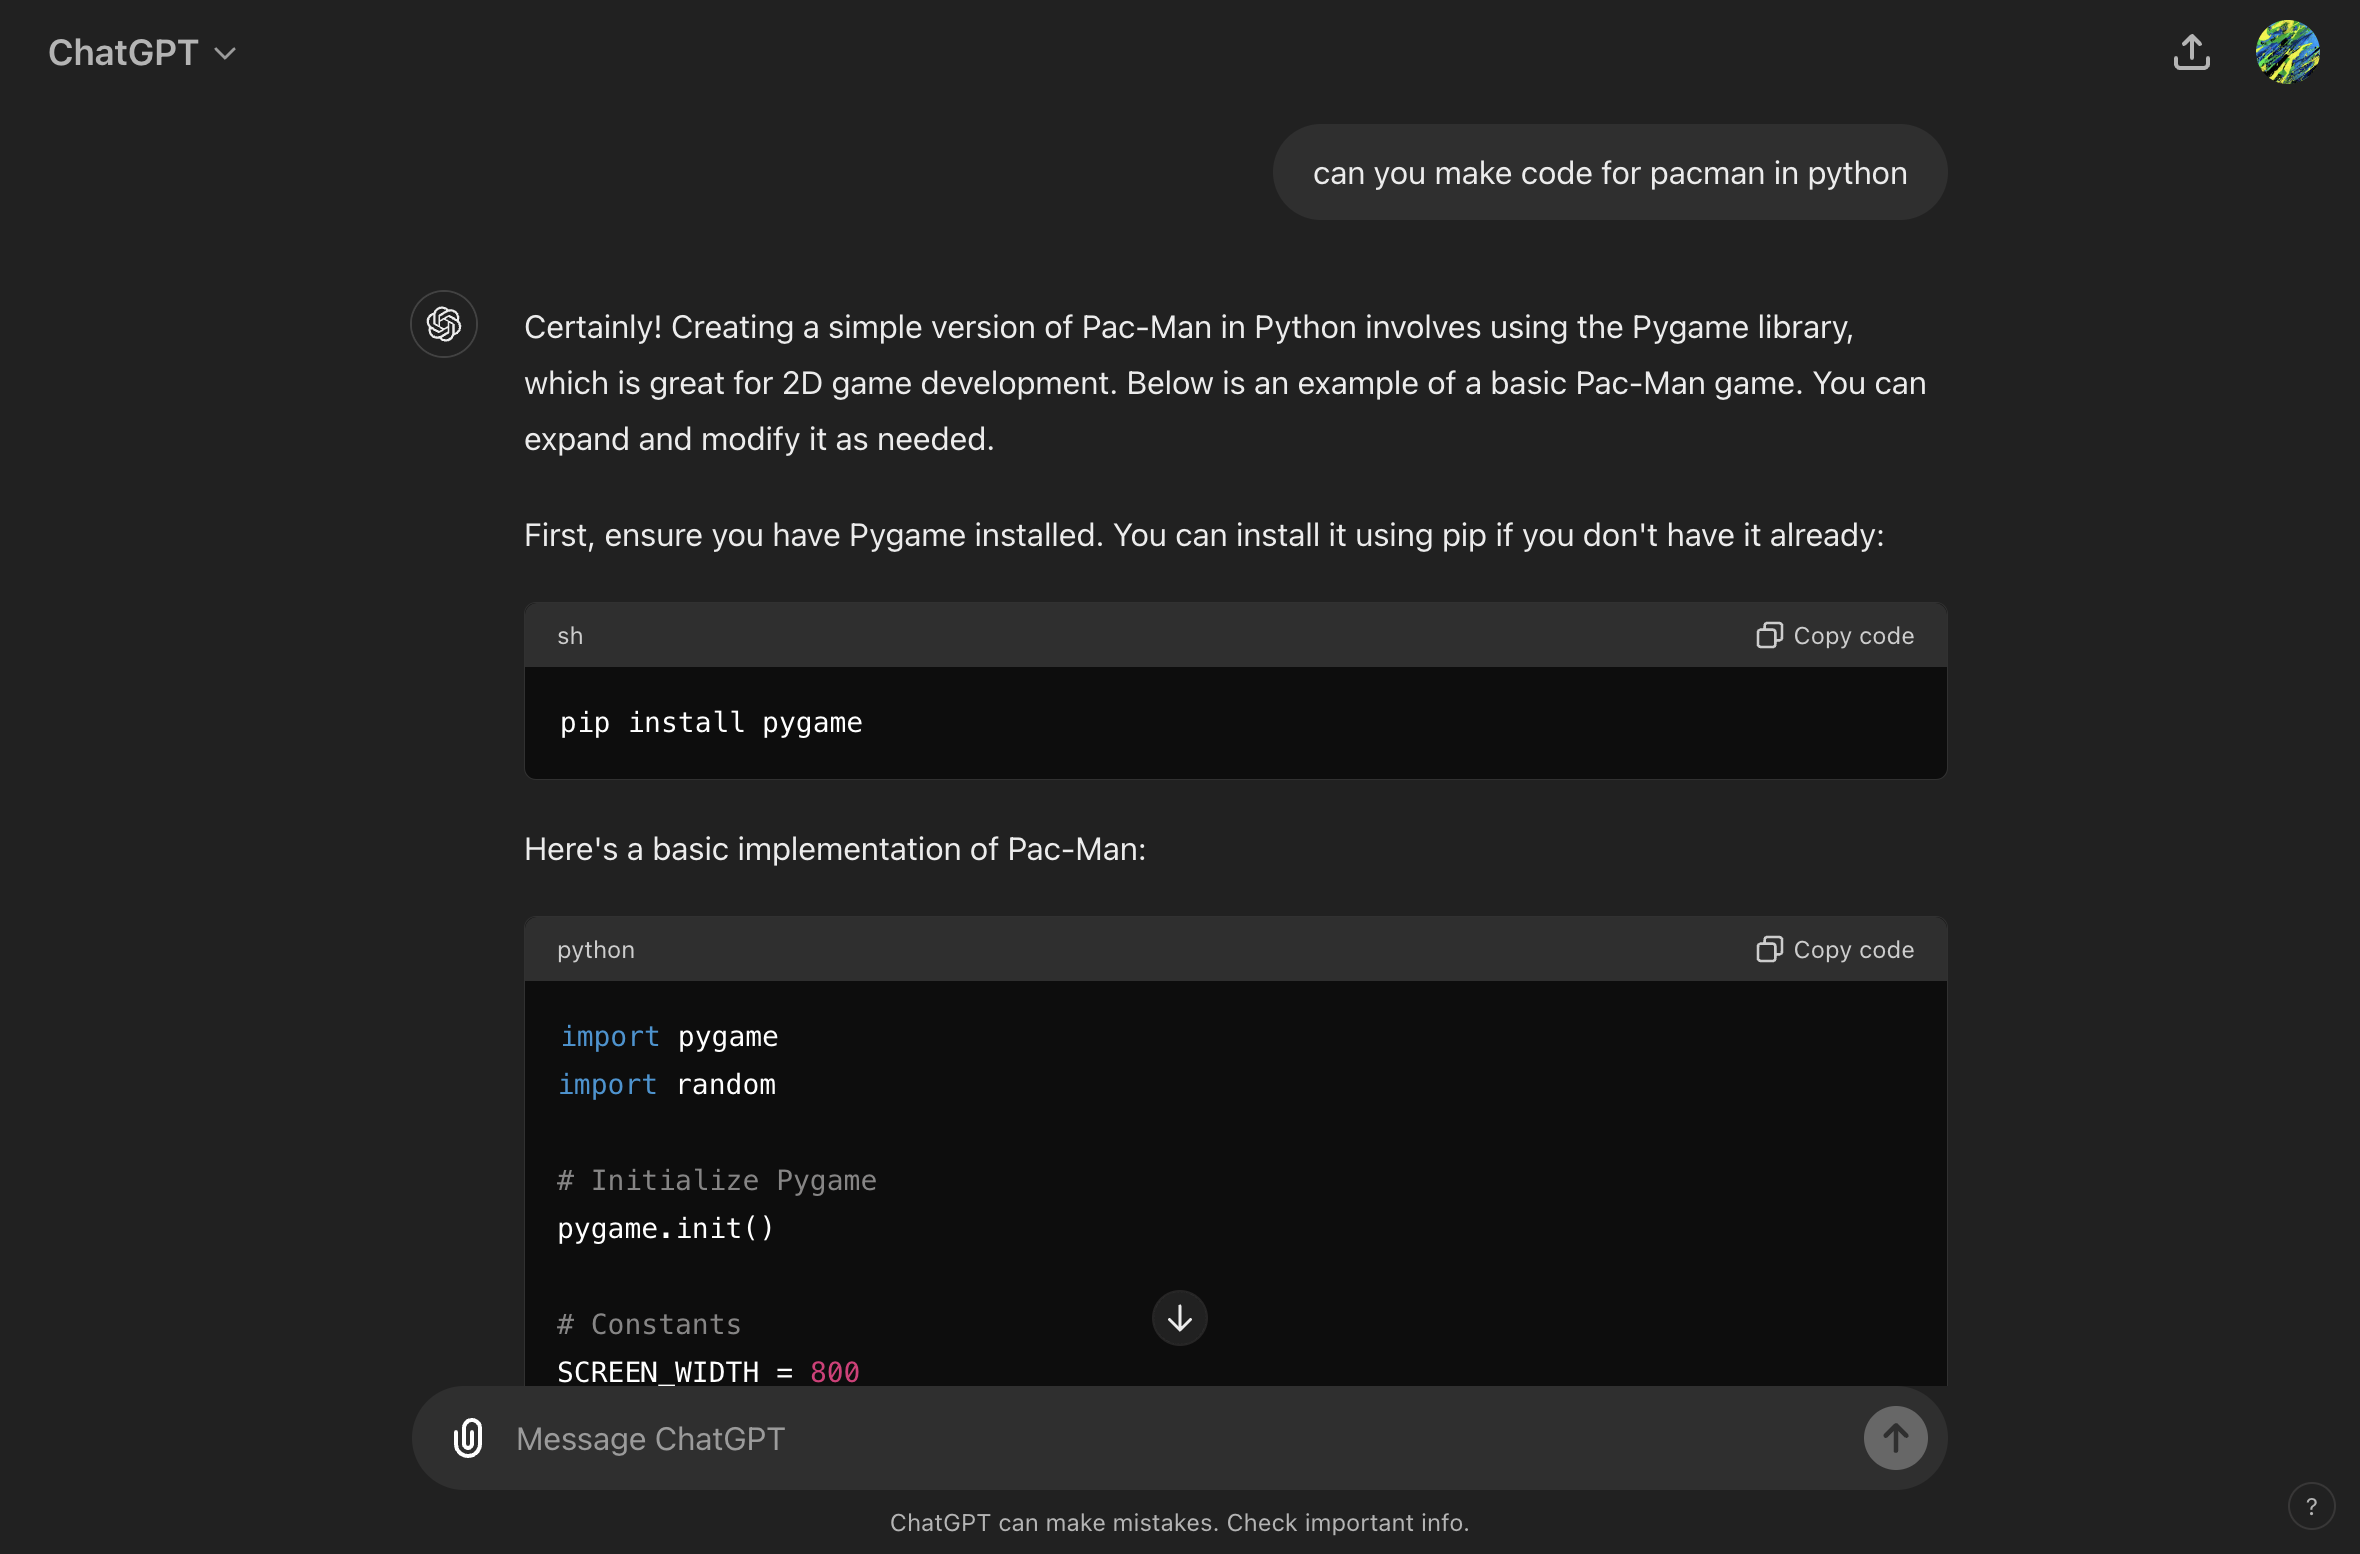 ChatGPT
can you make code for pacman in python
Certainly! Creating a simple version of Pac-Man in Python involves using the Pygame library,
which is great for 2D game development. Below is an example of a basic Pac-Man game. You can
expand and modify it as needed.
First, ensure you have Pygame installed. You can install it using pip if you don't have it already:
sh
Copy code
pip install pygame
Here's a basic implementation of Pac-Man:
python
Copy code
import pygame
import random
# Initialize Pygame
pygame.init()
# Constants
SCREEN_WIDTH = 800
Message ChatGPT
ChatGPT can make mistakes. Check important info.
?